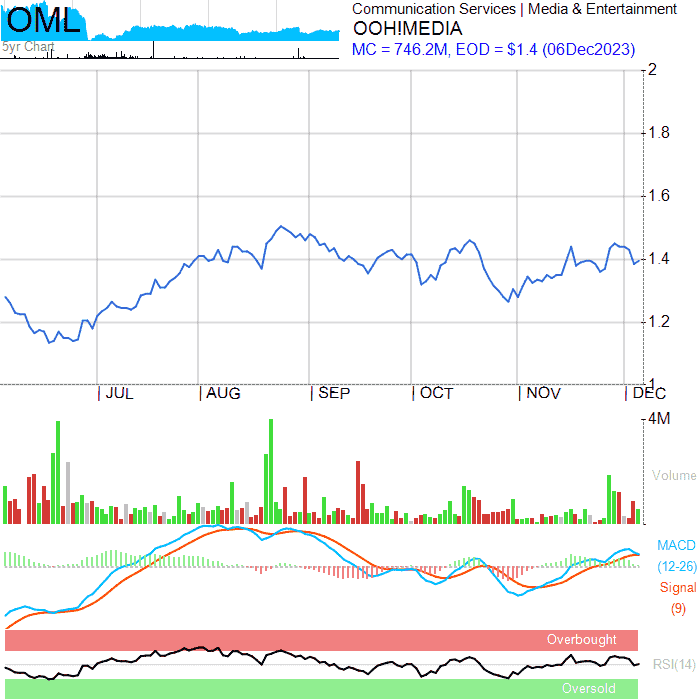 OML
5yr Chart
Communication Services | Media & Entertainment
OOH!MEDIA
MC = 746.2M, EOD = $1.4 (06Dec2023)
2
1.8
1.6
1.4
1.2
1
JUL AUG SEP OCT NOV DEC
4M
Volume
MACD
(12-26)
Signal
(9)
Overbought
RSI(14)
Oversold